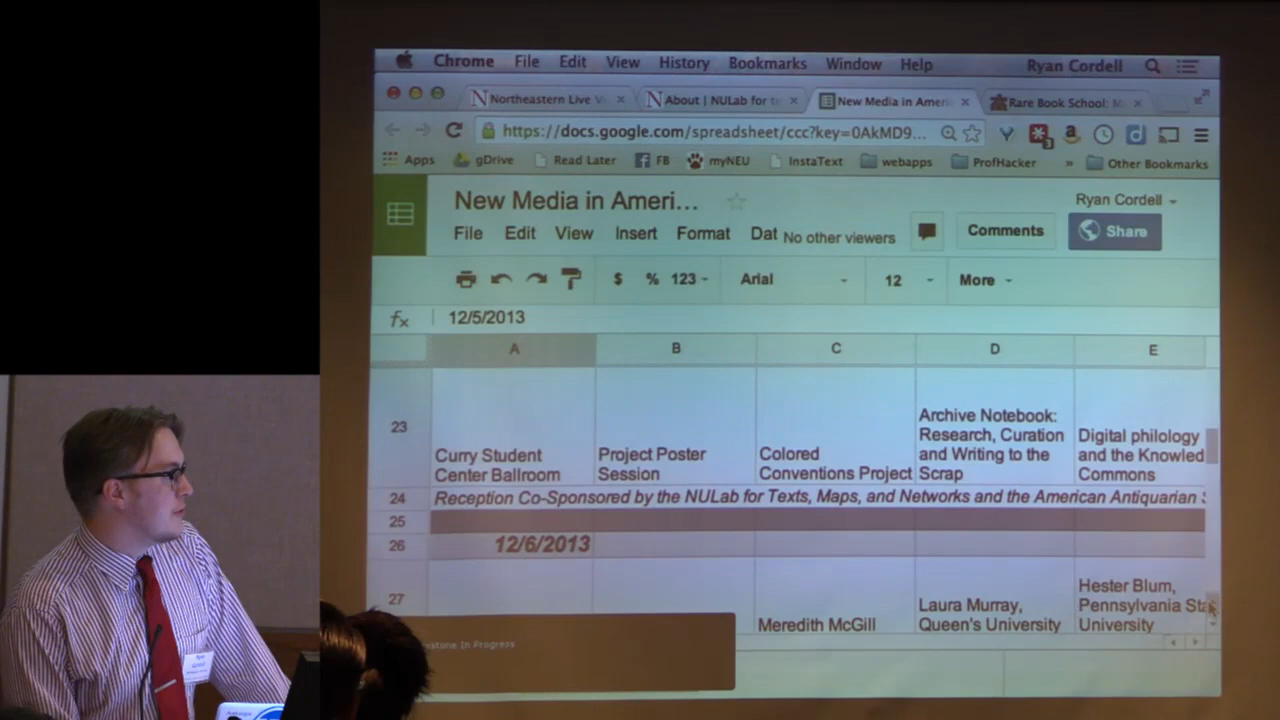 Chrome File Edit View History Bookmarks Window Help Ryan Cordell
Northeastern Live
About | NULab for t
New Media in Ameri
Rare Book School: M
https://docs.google.com/spreadsheet/ccc?key=0AkMD9...
3
Apps gDrive Read Later FB myNEU InstaText webapps ProfHacker » Other Bookmarks
New Media in Ameri...
Ryan Cordell
File Edit View Insert Format Dat No other viewers
Comments
Share
$ % 123 Arial 12 More
fx 12/5/2013
A B C D E
23
Curry Student
Center Ballroom
Project Poster
Session
Colored
Conventions Project
Archive Notebook:
Research, Curation
and Writing to the
Scrap
Digital philology
and the Knowled
Commons
24 Reception Co-Sponsored by the NULab for Texts, Maps, and Networks and the American Antiquarian
25
26 12/6/2013
27
Meredith McGill
Laura Murray,
Queen's University
Hester Blum,
Pennsylvania Sta
University
estone In Progress